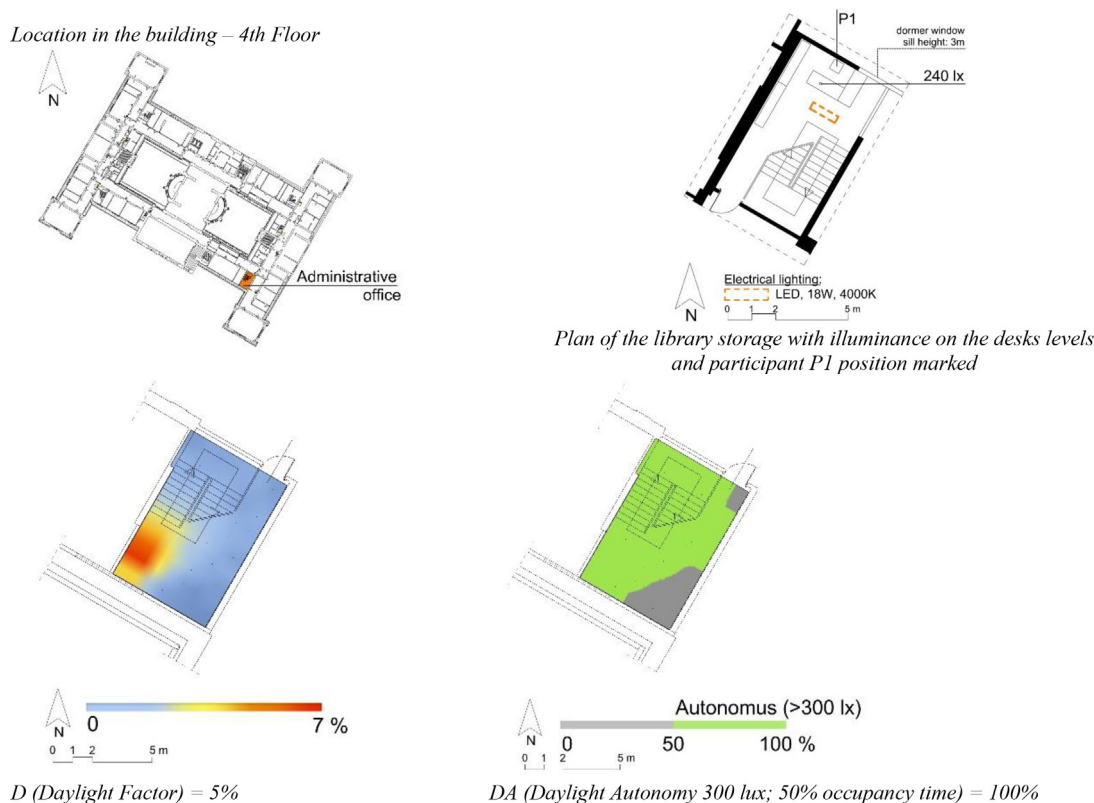 Location in the building – 4th Floor
N
Administrative
office
P1
dormer window
sill height: 3m
240 lx
Electrical lighting:
LED, 18W, 4000K
N
0 1 2 5 m
Plan of the library storage with illuminance on the desks levels
and participant P1 position marked
N
0 7 %
0 1 2 5 m
D (Daylight Factor) = 5%
Autonomus (>300 lx)
N
0 50 100 %
0 1 2 5 m
DA (Daylight Autonomy 300 lux; 50% occupancy time) = 100%